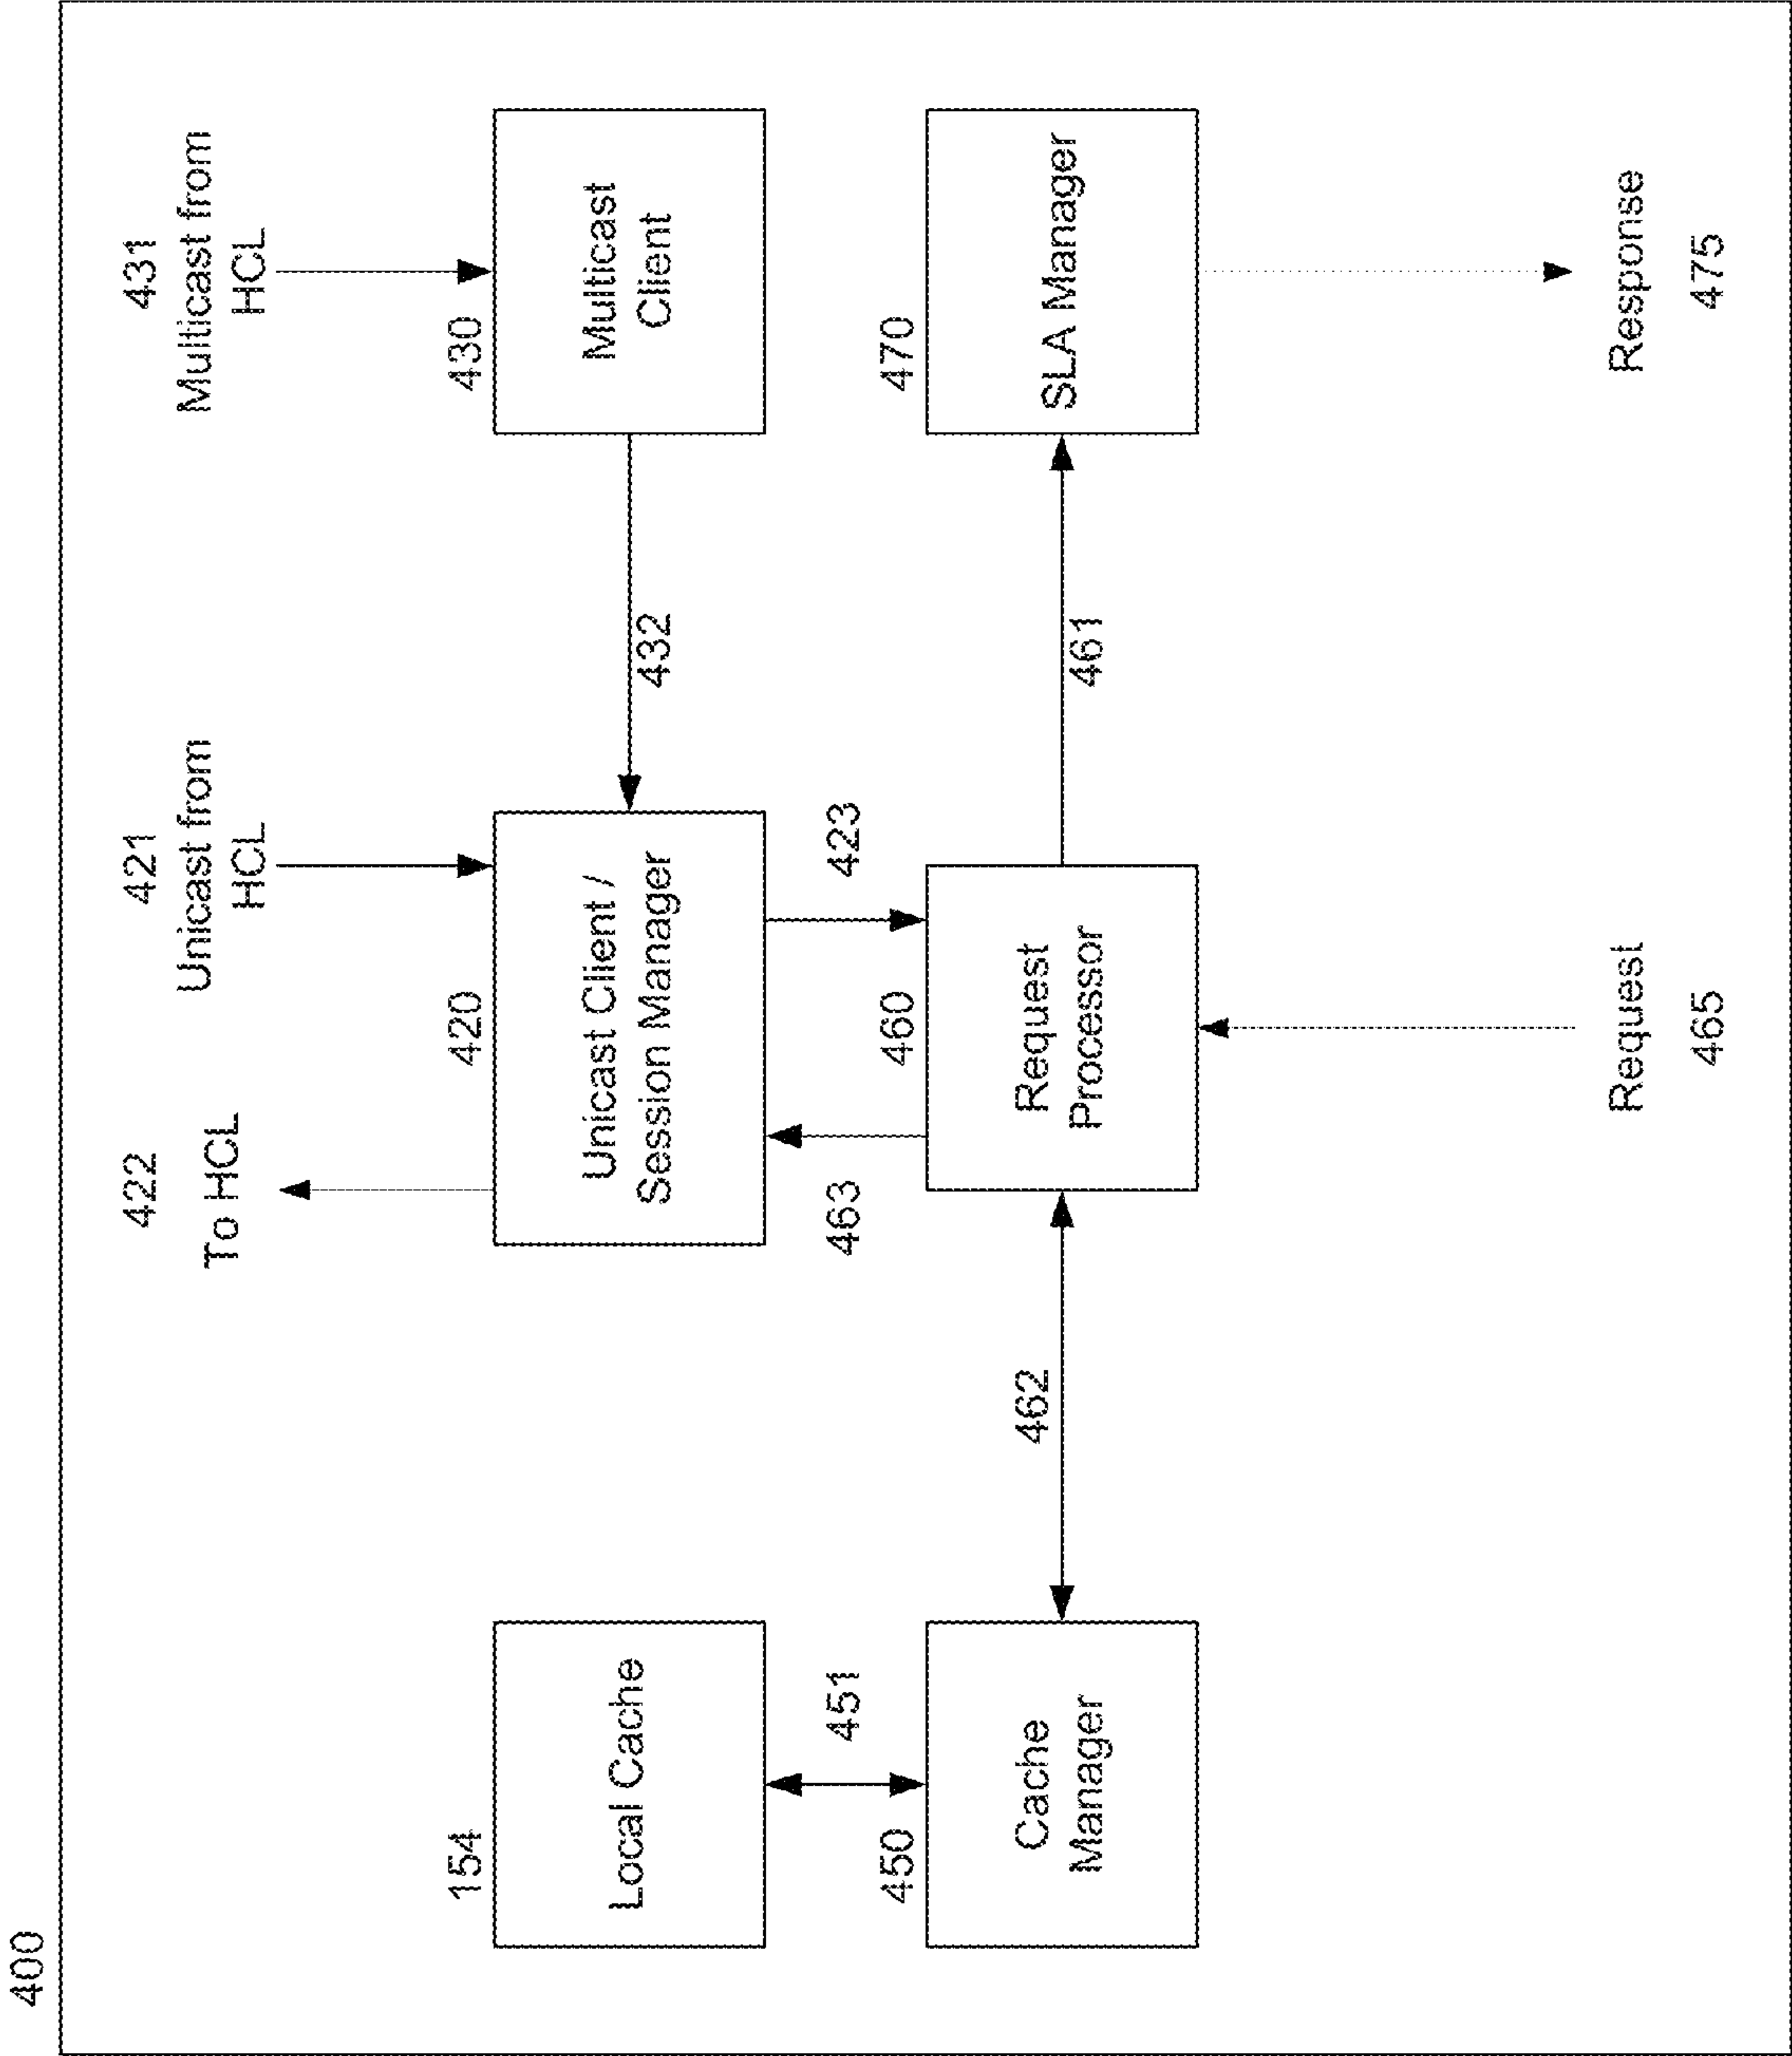 400
422
To HCL
421
Unicast from
HCL
431
Multicast from
HCL
154
Local Cache
420
Unicast Client /
Session Manager
432
430
Multicast
Client
451
463
423
450
Cache
Manager
462
460
Request
Processor
461
470
SLA Manager
Request
465
Response
475